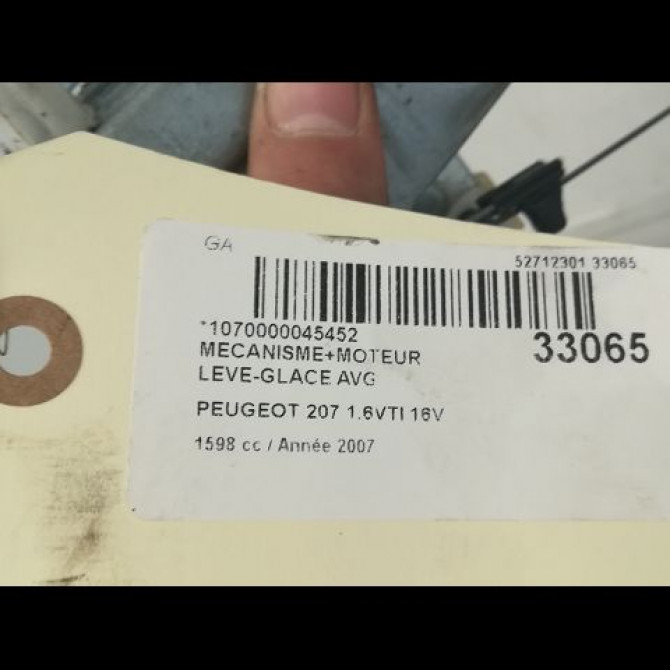 GA
52712301 33065
*1070000045452
33065
MECANISME+MOTEUR
LEVE-GLACE AVG
PEUGEOT 207 1.6VTI 16V
1598 cc / Année 2007